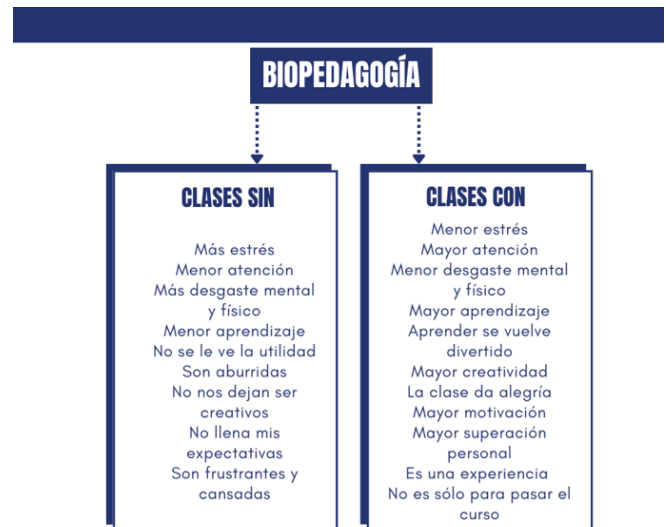 BIOPEDAGOGÍA
CLASES SIN
Más estrés
Menor atención
Más desgaste mental
y físico
Menor aprendizaje
No se le ve la utilidad
Son aburridas
No nos dejan ser
creativos
No llena mis
expectativas
Son frustrantes y
cansadas
CLASES CON
Menor estrés
Mayor atención
Menor desgaste mental
y físico
Mayor aprendizaje
Aprender se vuelve
divertido
Mayor creatividad
La clase da alegría
Mayor motivación
Mayor superación
personal
Es una experiencia
No es sólo para pasar el
curso